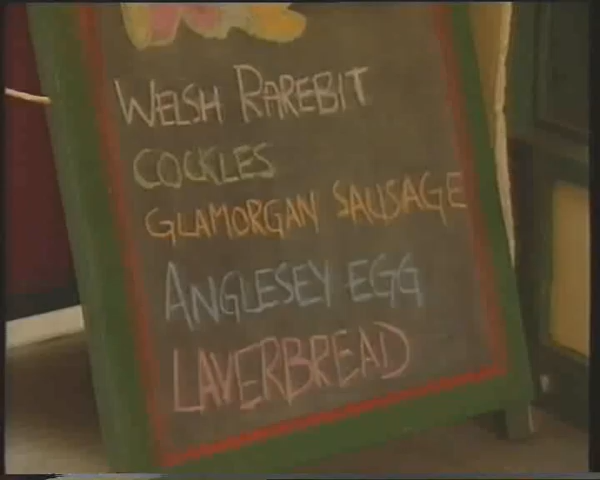 WELSH RAREBIT
COCKLES
GLAMORGAN SAUSAGE
ANGLESEY EGG
LAVERBREAD